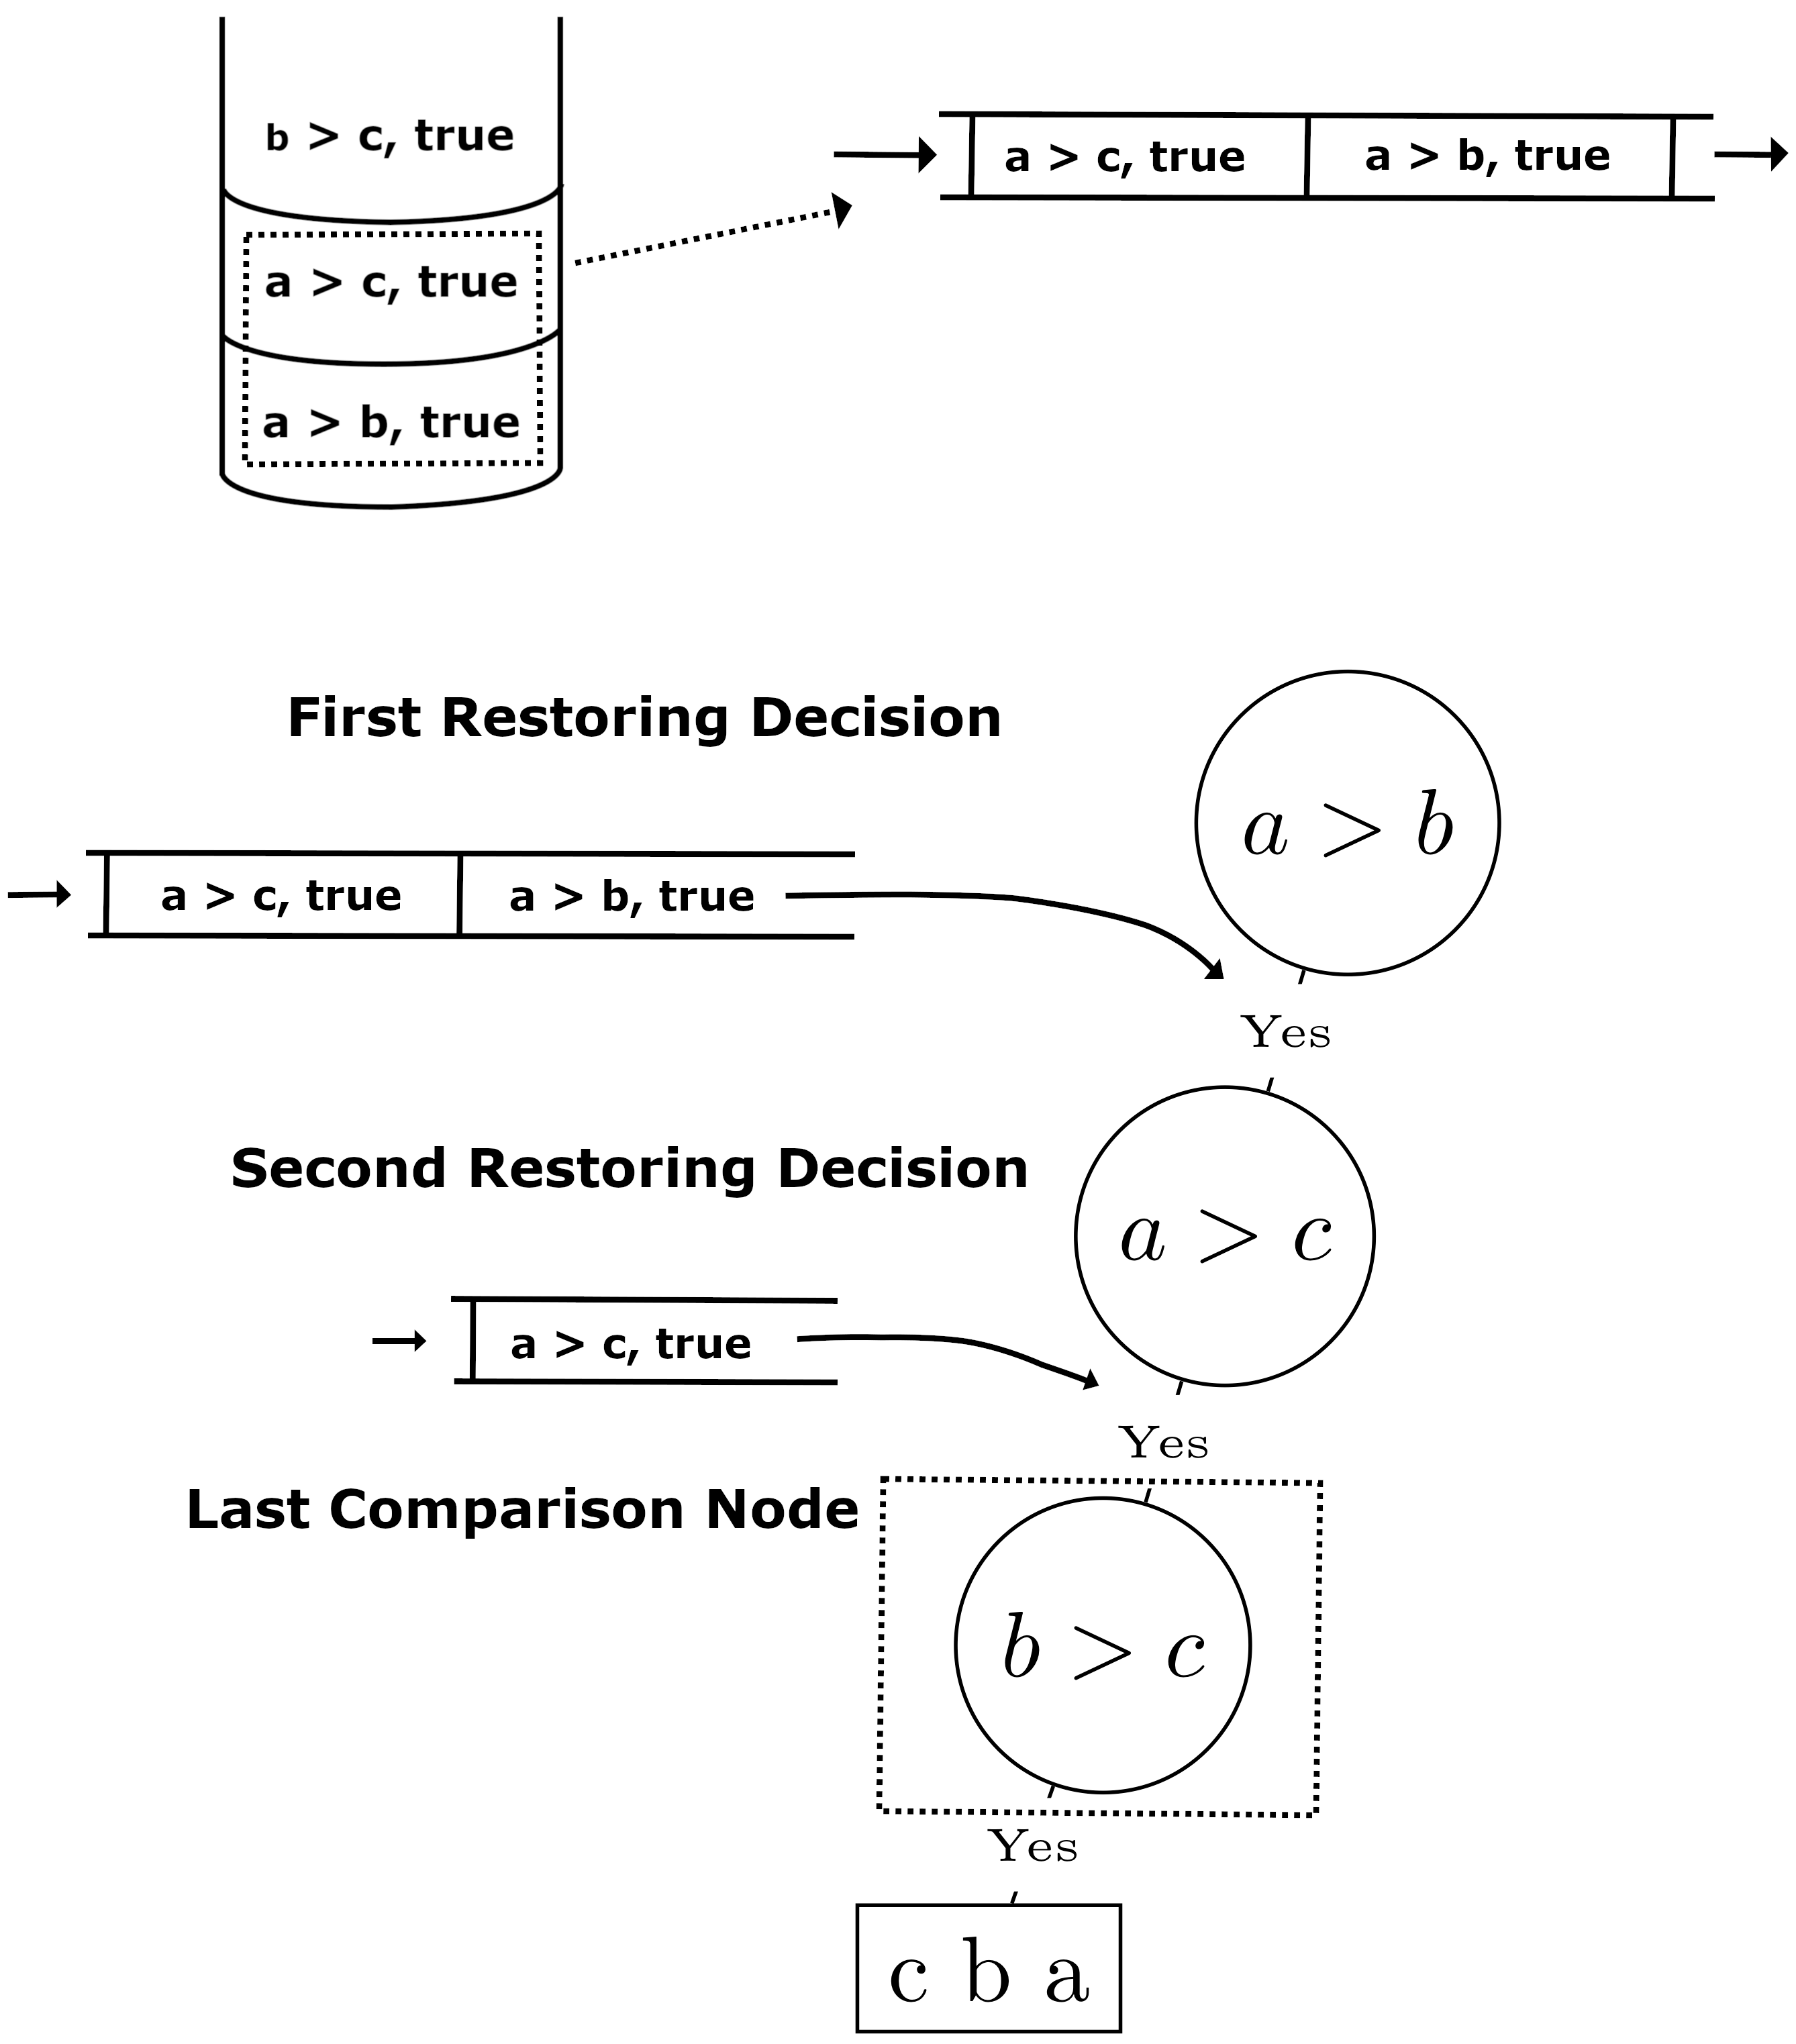 b > c, true
a > c, true
a > b, true
a > c, true
a > b, true
First Restoring Decision
a > b
a > c, true
a > b, true
Yes
Second Restoring Decision
a > c
a > c, true
Yes
Last Comparison Node
b > c
Yes
c b a